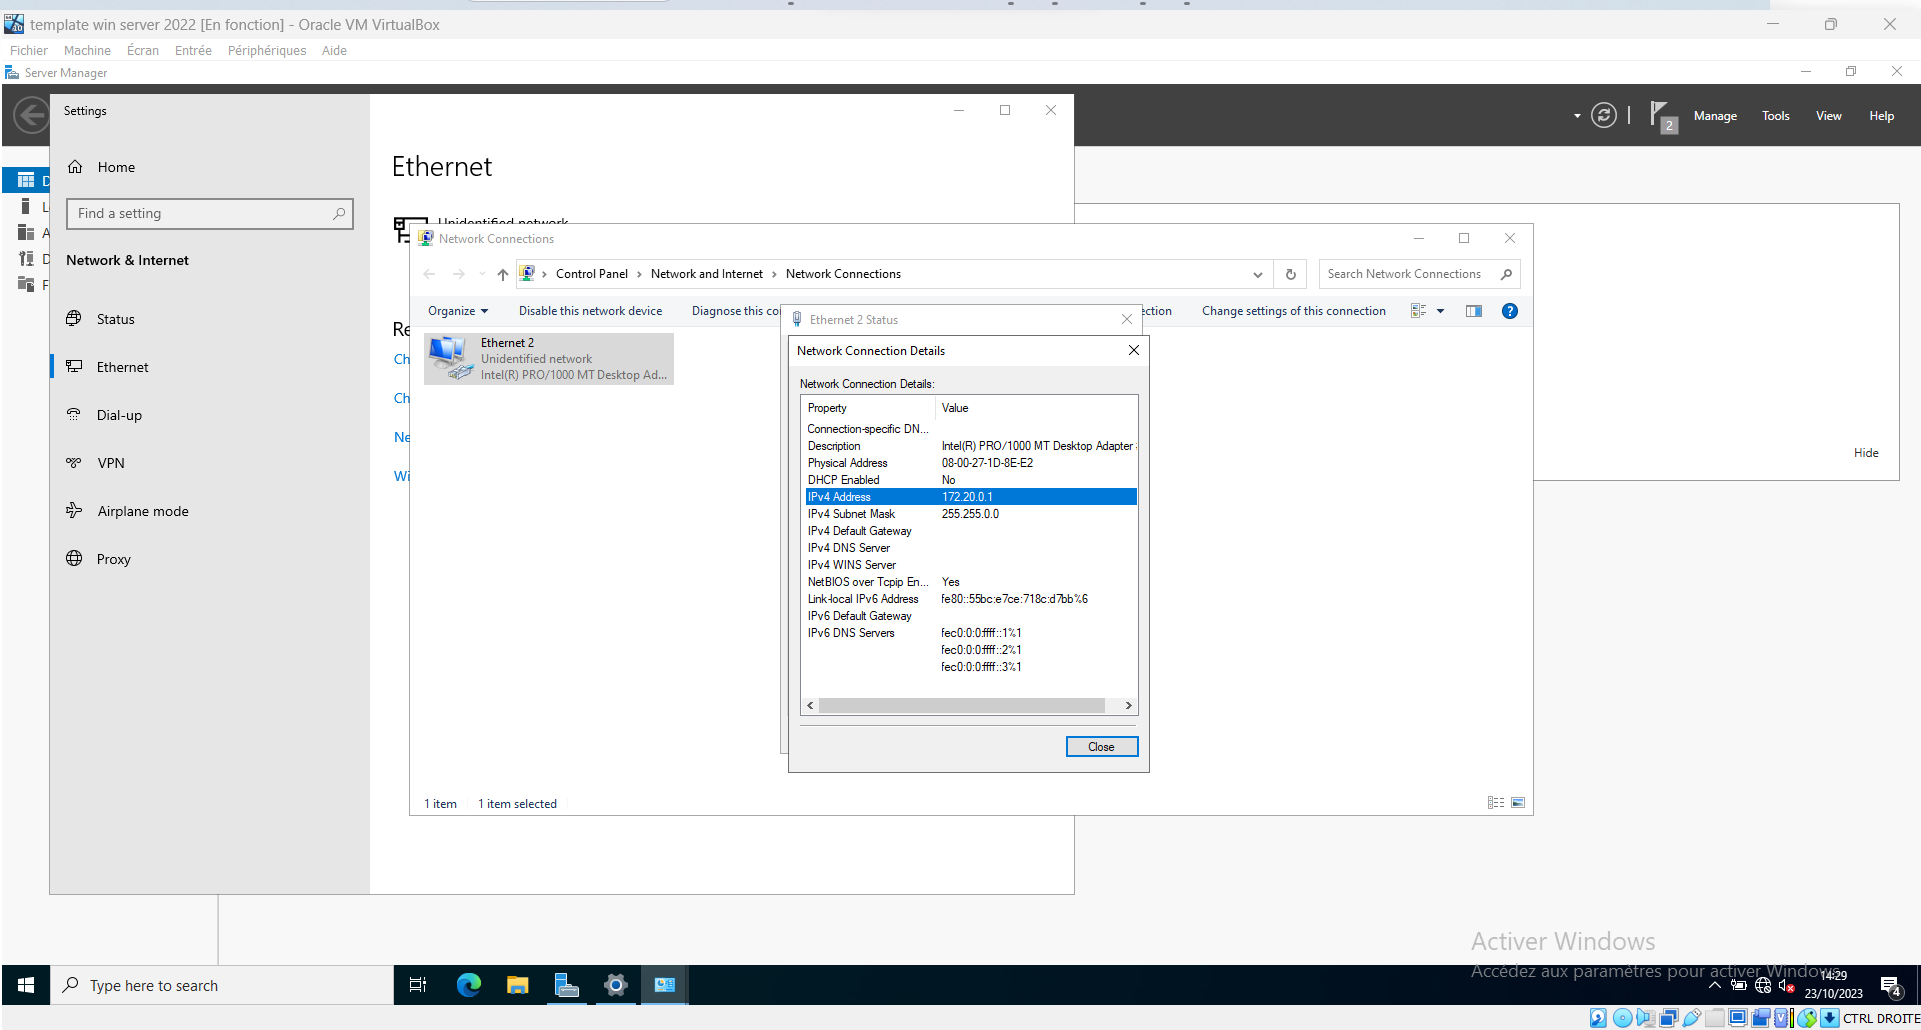 template win server 2022 [En fonction] - Oracle VM VirtualBox
Fichier Machine Écran Entrée Périphériques Aide
Server Manager
2 Manage Tools View Help
Settings
Home
Find a setting
Network & Internet
Status
Ethernet
Dial-up
VPN
Airplane mode
Proxy
Ethernet
Unidentified network
Network Connections
Control Panel > Network and Internet > Network Connections
Search Network Connections
Organize Disable this network device Diagnose this co ection Change settings of this connection
Re
Ch
Ch
Ne
Wi
Ethernet 2
Unidentified network
Intel(R) PRO/1000 MT Desktop Ad...
Ethernet 2 Status
Network Connection Details
Network Connection Details:
Property Value
Connection-specific DN...
Description Intel(R) PRO/1000 MT Desktop Adapter
Physical Address 08-00-27-1D-8E-E2
DHCP Enabled No
IPv4 Address 172.20.0.1
IPv4 Subnet Mask 255.255.0.0
IPv4 Default Gateway
IPv4 DNS Server
IPv4 WINS Server
NetBIOS over Tcpip En... Yes
Link-local IPv6 Address fe80::55bc:e7ce:718c:d7bb%6
IPv6 Default Gateway
IPv6 DNS Servers fec0:0:0:ffff::1%1
fec0:0:0:ffff::2%1
fec0:0:0:ffff::3%1
Close
1 item 1 item selected
Hide
Activer Windows
Accédez aux paramètres pour activer Windows.
Type here to search
14:29
23/10/2023
4
CTRL DROITE